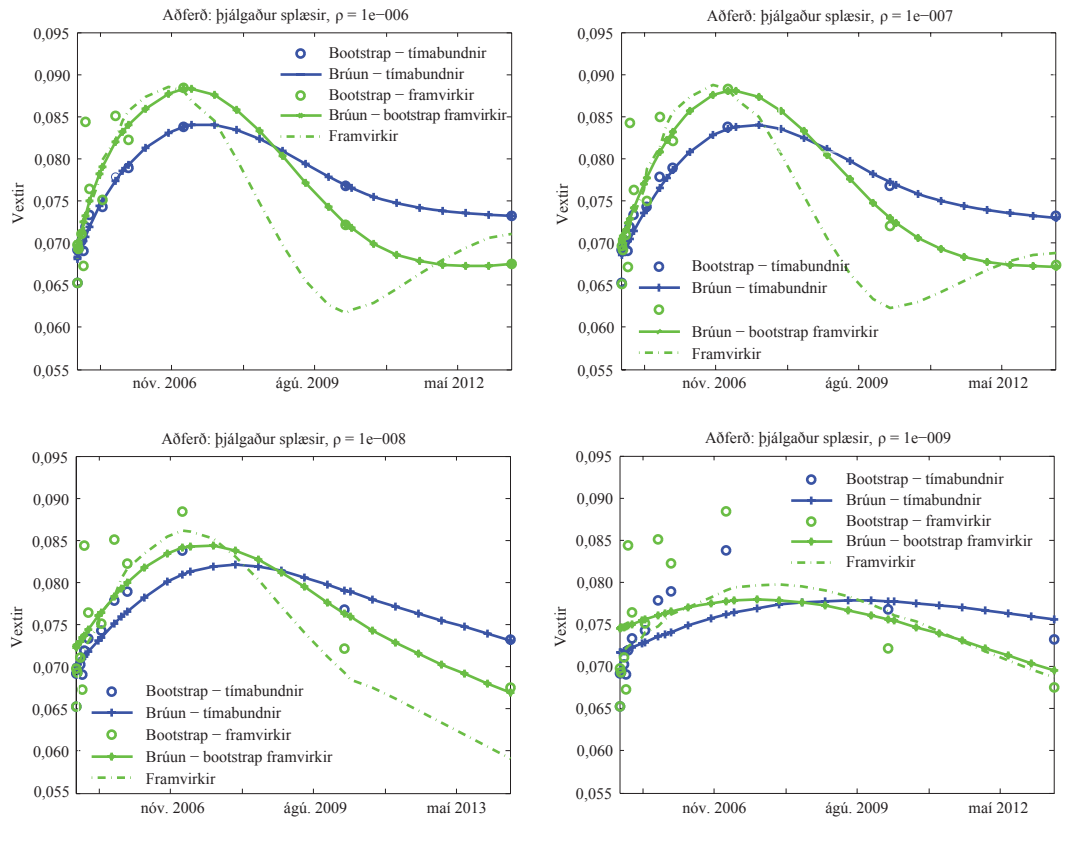 Aðferð: þjálgaður splæsir, ρ = 1e−006
0,095
0,090
0,085
0,080
0,075
0,070
0,065
0,060
0,055
Vextir
Bootstrap − tímabundnir
Brúun − tímabundnir
Bootstrap − framvirkir
Brúun − bootstrap framvirkir
Framvirkir
nóv. 2006
ágú. 2009
maí 2012
Aðferð: þjálgaður splæsir, ρ = 1e−007
0,095
0,090
0,085
0,080
0,075
0,070
0,065
0,060
0,055
Vextir
Bootstrap − tímabundnir
Brúun − tímabundnir
Brúun − bootstrap framvirkir
Framvirkir
nóv. 2006
ágú. 2009
maí 2012
Aðferð: þjálgaður splæsir, ρ = 1e−008
0,095
0,090
0,085
0,080
0,075
0,070
0,065
0,060
0,055
Vextir
Bootstrap − tímabundnir
Brúun − tímabundnir
Bootstrap − framvirkir
Brúun − bootstrap framvirkir
Framvirkir
nóv. 2006
ágú. 2009
maí 2013
Aðferð: þjálgaður splæsir, ρ = 1e−009
0,095
0,090
0,085
0,080
0,075
0,070
0,065
0,060
0,055
Vextir
Bootstrap − tímabundnir
Brúun − tímabundnir
Bootstrap − framvirkir
Brúun − bootstrap framvirkir
Framvirkir
nóv. 2006
ágú. 2009
maí 2012